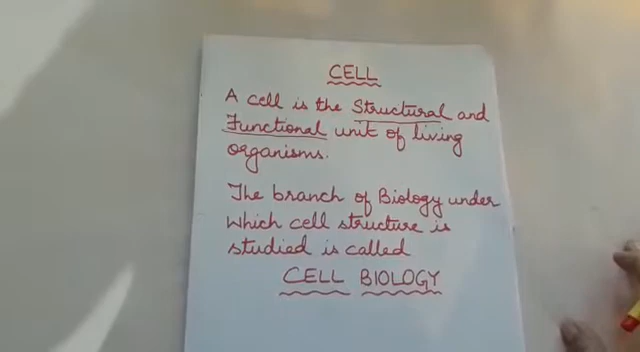 CELL
A cell is the Structural and
Functional unit of living
organisms.
The branch of Biology under
which cell structure is
studied is called
CELL BIOLOGY